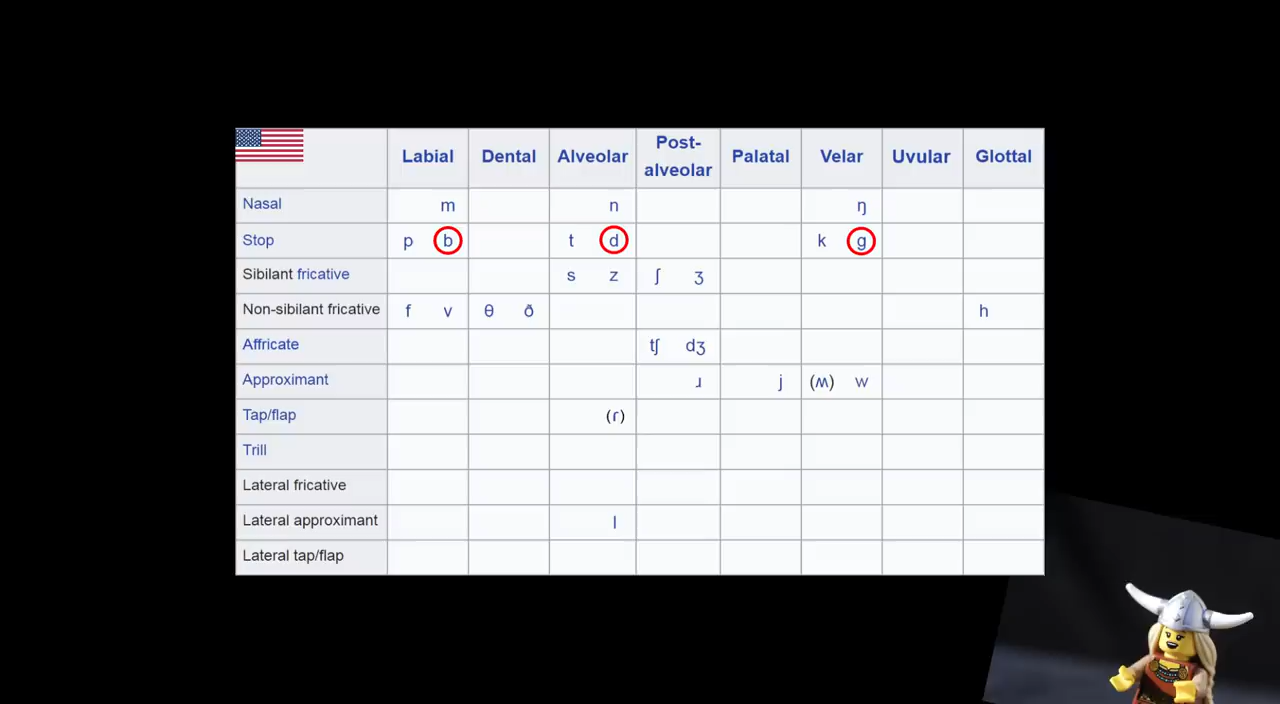 Labial Dental Alveolar Post-alveolar Palatal Velar Uvular Glottal
Nasal m n ŋ
Stop p b t d k g
Sibilant fricative s z ʃ ʒ
Non-sibilant fricative f v θ ð h
Affricate tʃ dʒ
Approximant ɹ j (ʍ) w
Tap/flap (ɾ)
Trill
Lateral fricative
Lateral approximant l
Lateral tap/flap